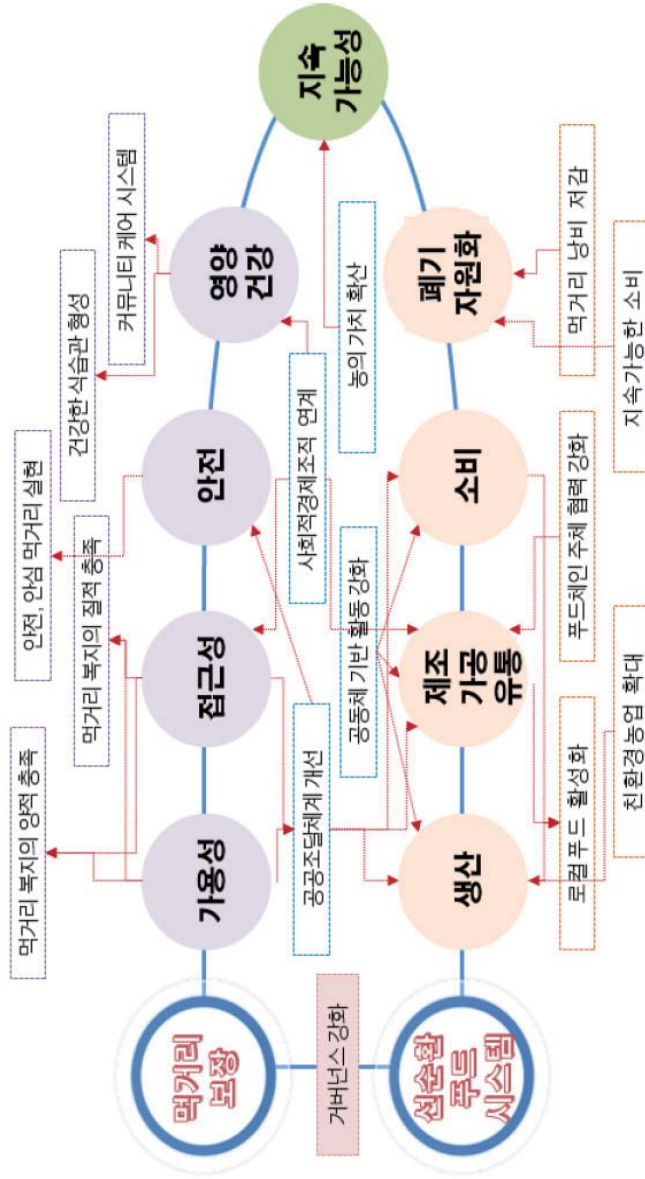 먹거리 복지의 양적 충족
먹거리 복지의 질적 충족
안전, 안심 먹거리 실현
건강한 식습관 형성
커뮤니티 케어 시스템
먹거리
보장
가용성
접근성
안전
영양
건강
지속
가능성
거버넌스 강화
공공조달체계 개선
공동체 기반 활동 강화
사회적경제조직 연계
농의 가치 확산
선순환
푸드
시스템
생산
제조
가공
유통
소비
폐기
자원화
로컬푸드 활성화
친환경농업 확대
푸드체인 주체 협력 강화
지속가능한 소비
먹거리 낭비 저감